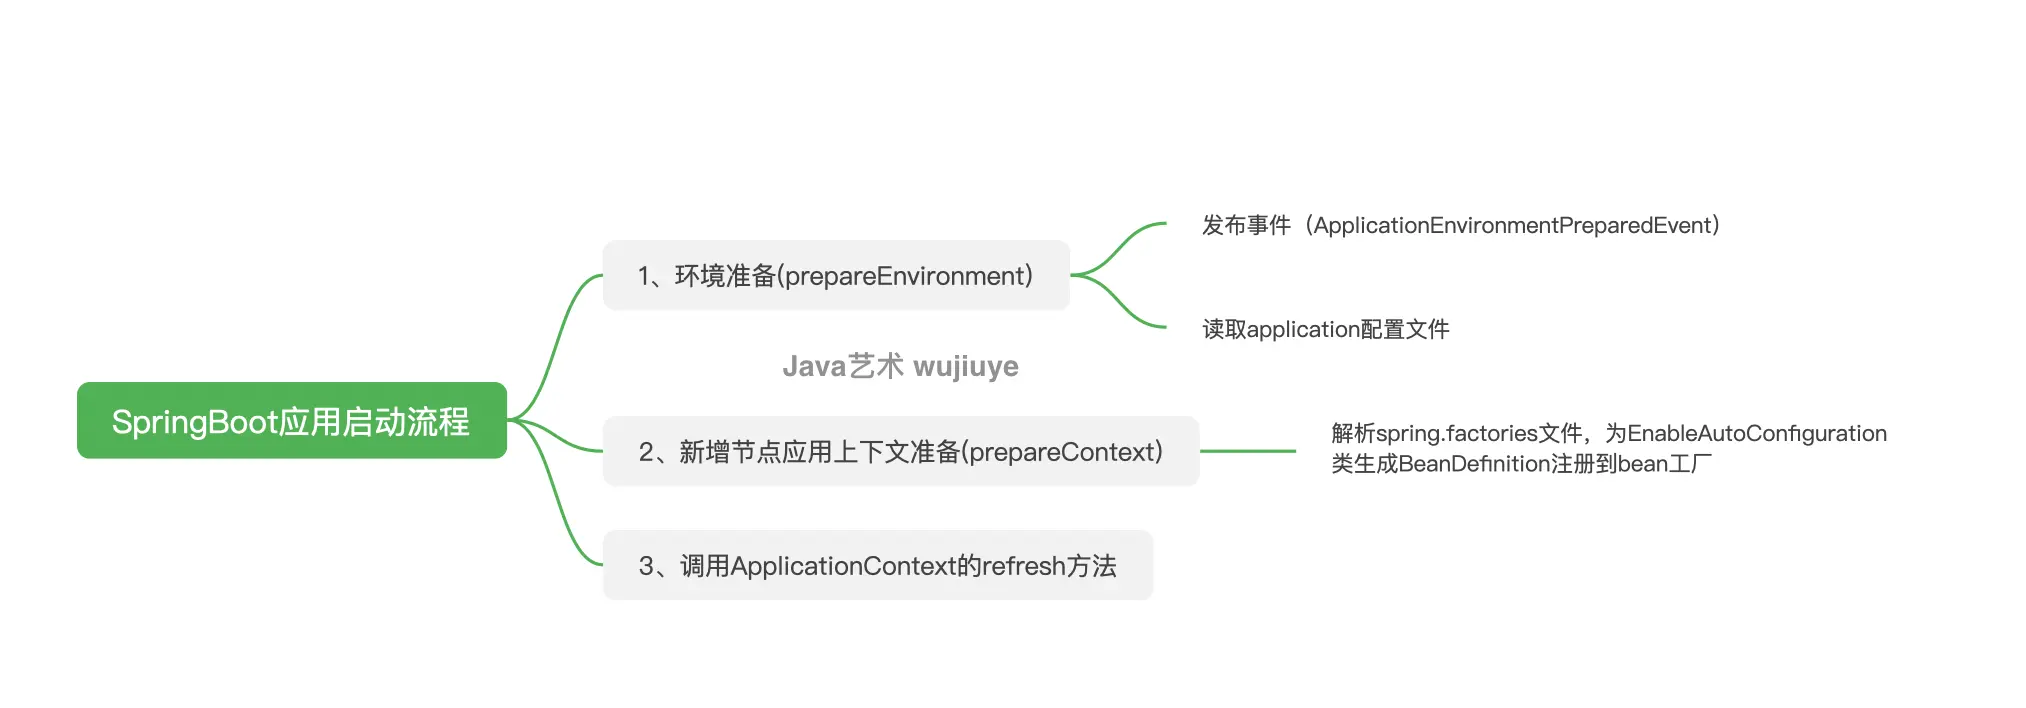 SpringBoot应用启动流程
1、环境准备(prepareEnvironment)
发布事件（ApplicationEnvironmentPreparedEvent）
读取application配置文件
Java艺术 wujiuye
2、新增节点应用上下文准备(prepareContext)
解析spring.factories文件，为EnableAutoConfiguration
类生成BeanDefinition注册到bean工厂
3、调用ApplicationContext的refresh方法